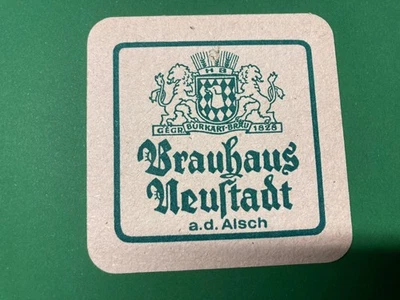 H B
GEGR. BURKART-BRÄU 1828
Brauhaus
Neustadt
a.d. Aisch